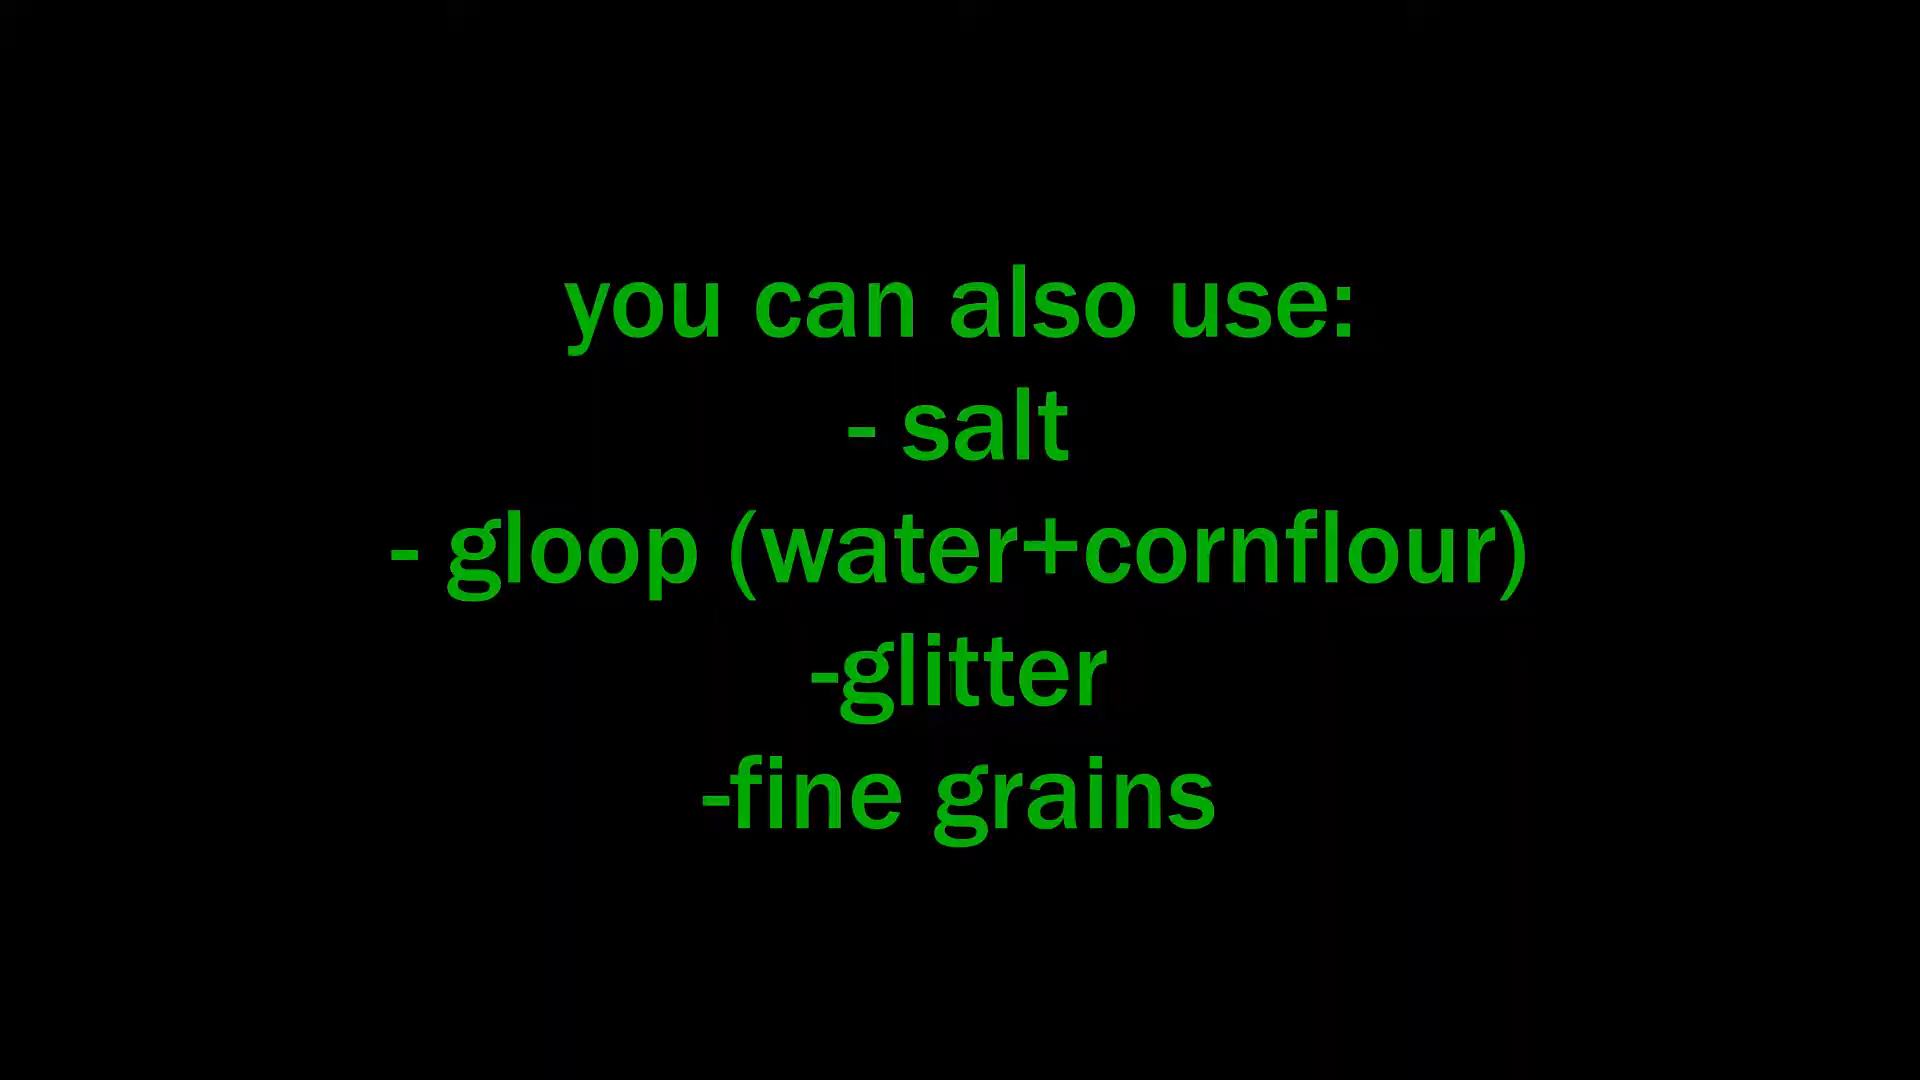 you can also use:
- salt
- gloop (water+cornflour)
-glitter
-fine grains